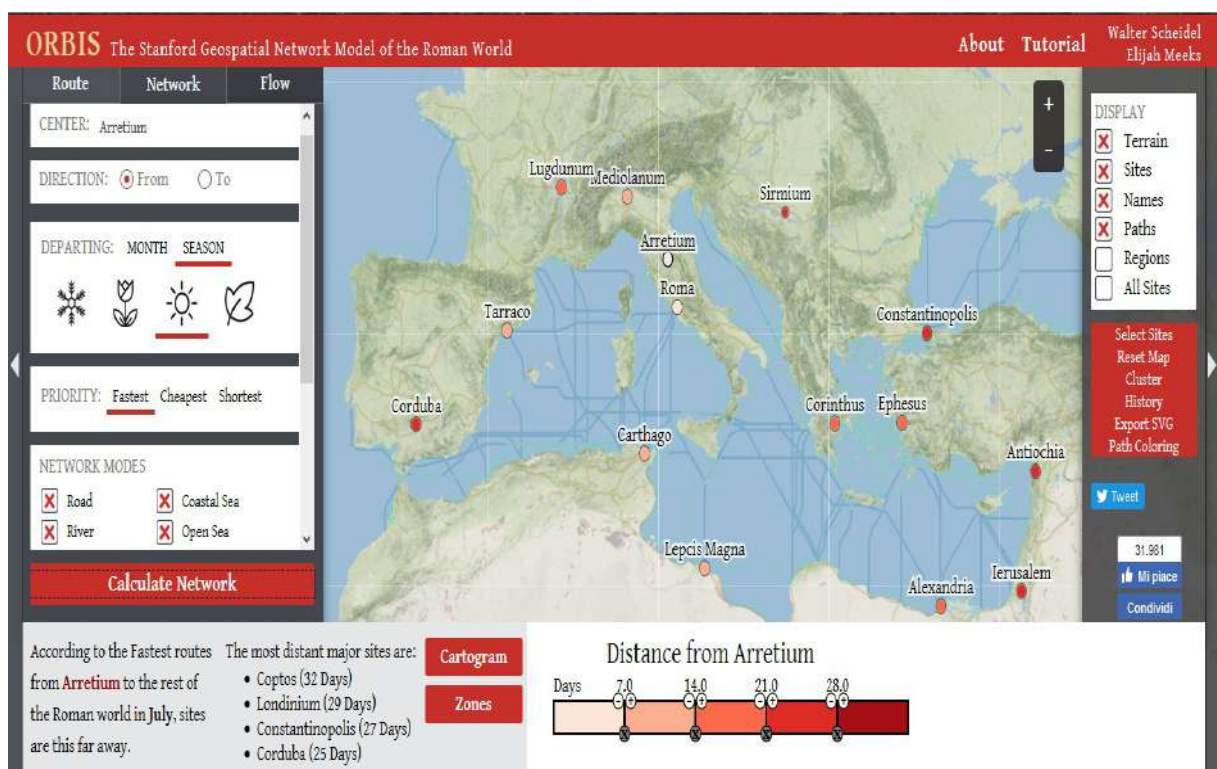 ORBIS The Stanford Geospatial Network Model of the Roman World
About Tutorial
Walter Scheidel
Elijah Meeks
Route Network Flow
CENTER: Arretium
DIRECTION: From To
DEPARTING: MONTH SEASON
PRIORITY: Fastest Cheapest Shortest
NETWORK MODES
X Road X Coastal Sea
X River X Open Sea
Calculate Network
+
-
Lugdunum
Mediolanum
Sirmium
Arretium
Roma
Tarraco
Constantinopolis
Corduba
Corinthus
Ephesus
Carthago
Antiochia
Lepcis Magna
Ierusalem
Alexandria
DISPLAY
X Terrain
X Sites
X Names
X Paths
Regions
All Sites
Select Sites
Reset Map
Cluster
History
Export SVG
Path Coloring
Tweet
31.981
Mi piace
Condividi
According to the Fastest routes
from Arretium to the rest of
the Roman world in July, sites
are this far away.
The most distant major sites are:
• Coptos (32 Days)
• Londinium (29 Days)
• Constantinopolis (27 Days)
• Corduba (25 Days)
Cartogram
Zones
Distance from Arretium
Days 7.0 14.0 21.0 28.0
- + - + - + - +
x x x x